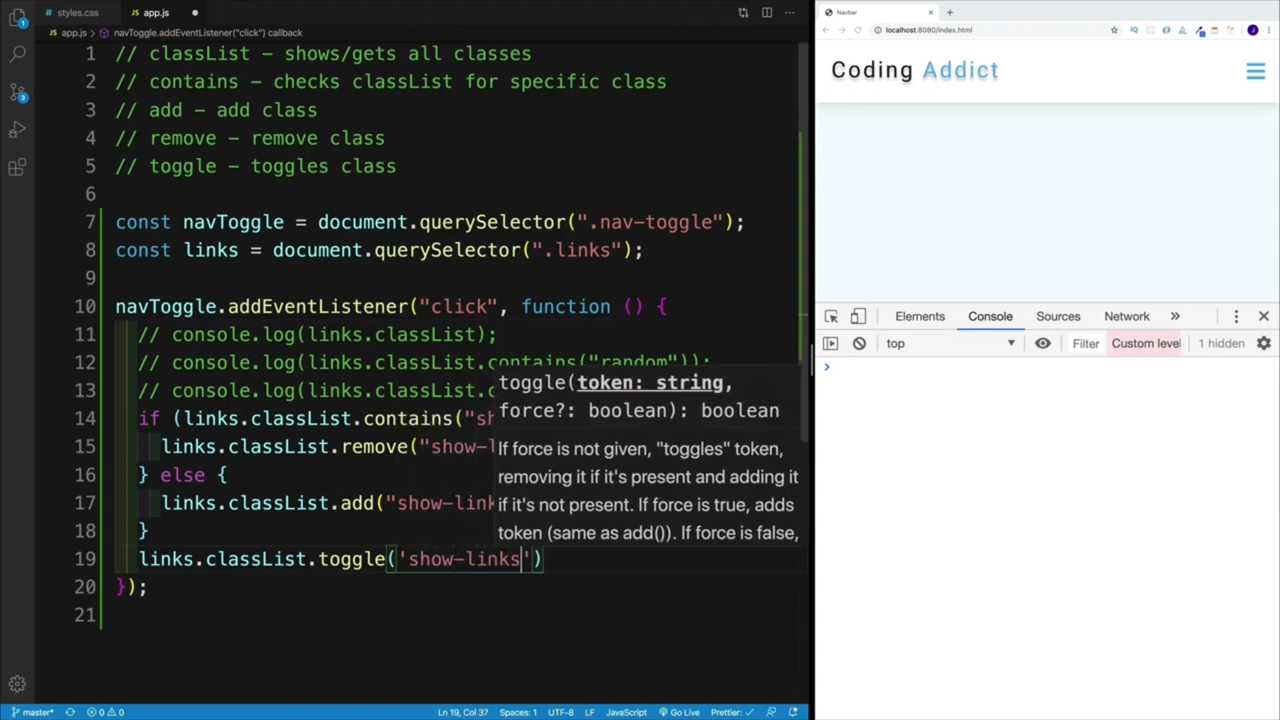 styles.css
app.js
app.js navToggle.addEventListener("click") callback
1 // classList - shows/gets all classes
2 // contains - checks classList for specific class
3 // add - add class
4 // remove - remove class
5 // toggle - toggles class
6
7 const navToggle = document.querySelector(".nav-toggle");
8 const links = document.querySelector(".links");
9
10 navToggle.addEventListener("click", function () {
11 // console.log(links.classList);
12 // console.log(links.classList.contains("random"));
13 // console.log(links.classList.
14 if (links.classList.contains("sh
15 links.classList.remove("show-l
16 } else {
17 links.classList.add("show-link
18 }
19 links.classList.toggle('show-links')
20 });
21
toggle(token: string,
force?: boolean): boolean
If force is not given, "toggles" token,
removing it if it's present and adding it
if it's not present. If force is true, adds
token (same as add()). If force is false,
master*
1
3
0 0
Ln 19, Col 37
Spaces: 1
UTF-8
LF
JavaScript
Go Live
Prettier: ✓
Navbar
localhost:8080/index.html
J
Coding Addict
Elements Console Sources Network »
top
Filter
Custom level
1 hidden